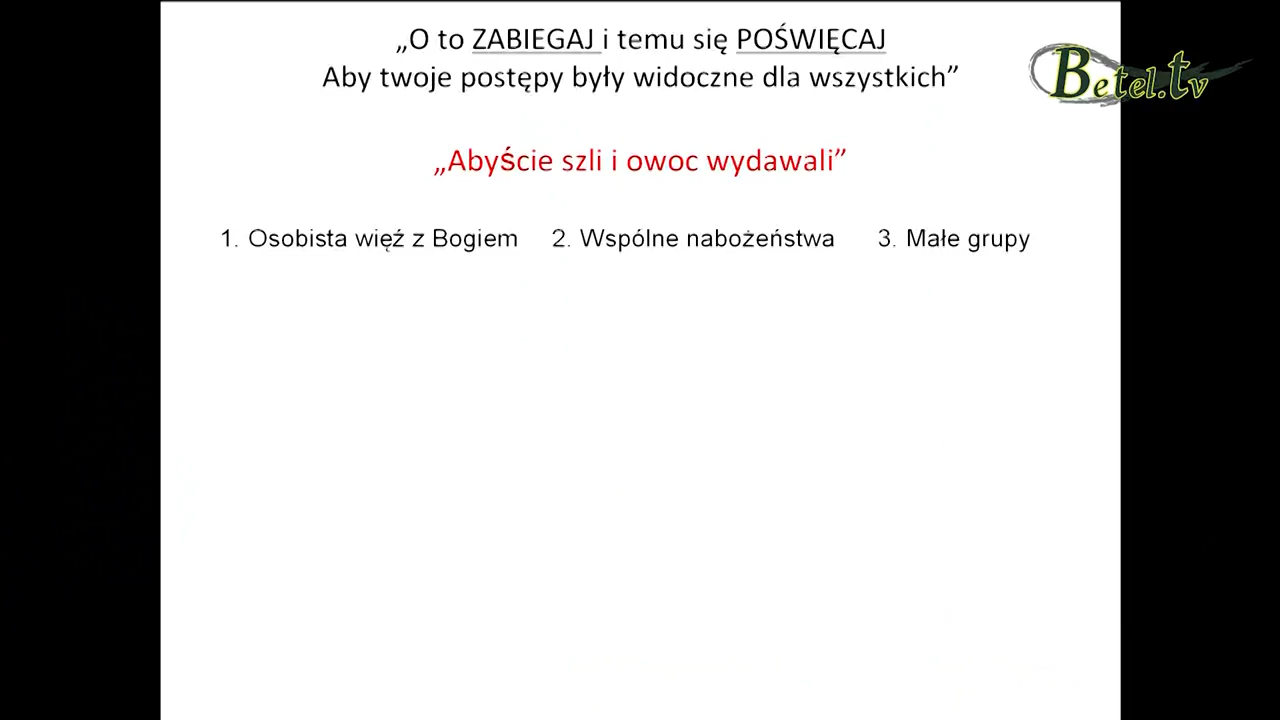 „O to ZABIEGAJ i temu się POŚWIĘCAJ
Aby twoje postępy były widoczne dla wszystkich”
Betel.tv
„Abyście szli i owoc wydawali”
1. Osobista więź z Bogiem 2. Wspólne nabożeństwa 3. Małe grupy